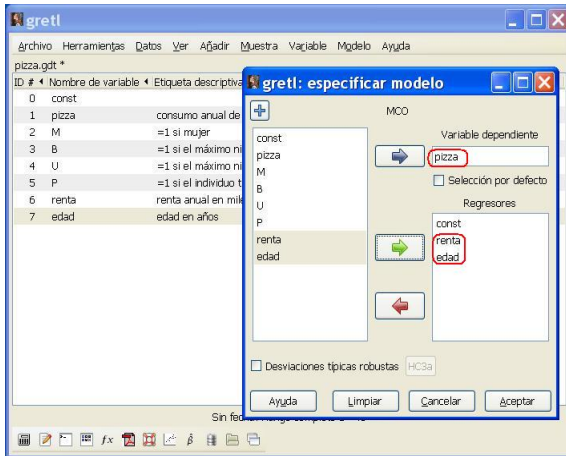 gretl
Archivo Herramientas Datos Ver Añadir Muestra Variable Modelo Ayuda
pizza.gdt *
ID # Nombre de variable Etiqueta descriptiva
0 const
1 pizza consumo anual de
2 M =1 si mujer
3 B =1 si el máximo ni
4 U =1 si el máximo ni
5 P =1 si el individuo t
6 renta renta anual en mile
7 edad edad en años
Sin fe
gretl: especificar modelo
MCO
const
pizza
M
B
U
P
renta
edad
Variable dependiente
pizza
Selección por defecto
Regresores
const
renta
edad
Desviaciones típicas robustas HC3a
Ayuda Limpiar Cancelar Aceptar